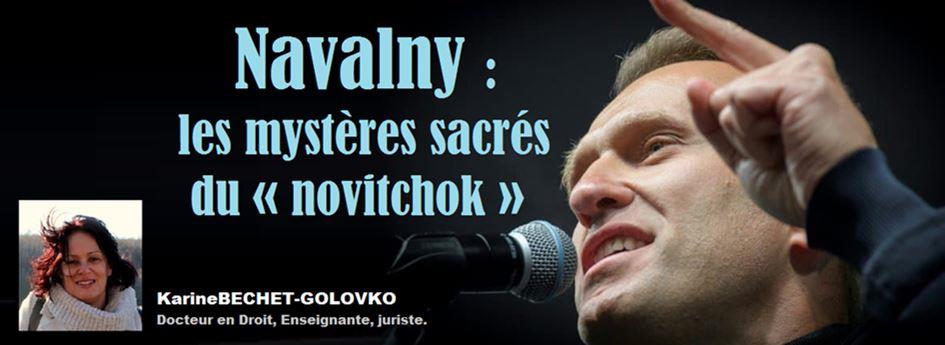 Navalny :
les mystères sacrés
du « novitchok »
KarineBECHET-GOLOVKO
Docteur en Droit, Enseignante, juriste.